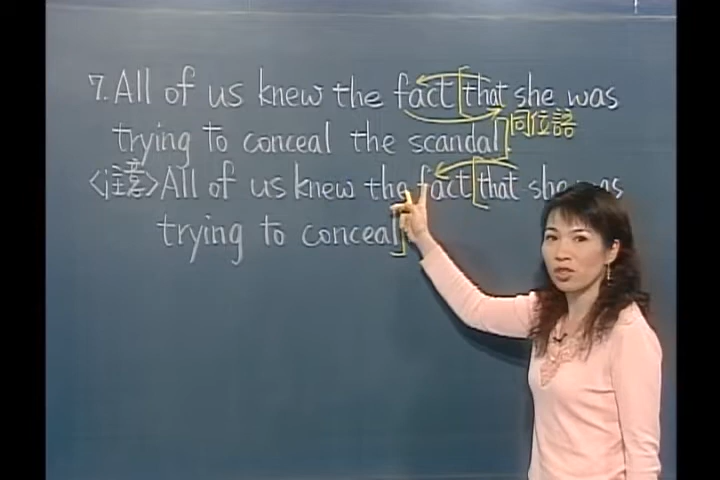 7. All of us knew the fact [that she was
trying to conceal the scandal.] 同位語
<注意> All of us knew the fact [that she was
trying to conceal]